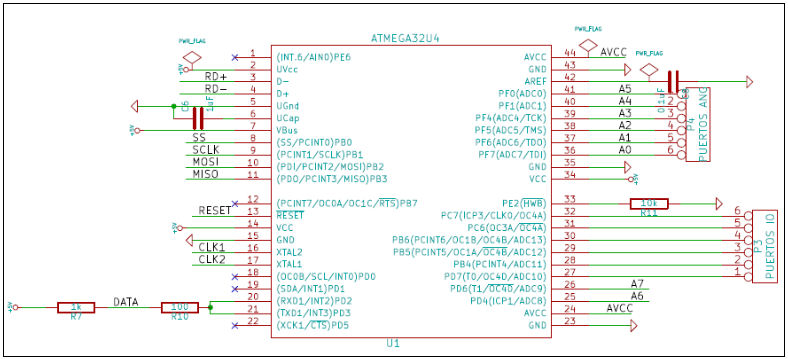 ATMEGA32U4
PWR_FLAG
PWR_FLAG
PWR_FLAG
1 (INT.6/AIN0)PE6 AVCC 44 AVCC
+5V 2 UVcc GND 43
RD+ 3 D- AREF 42
RD- 4 D+ PF0(ADC0) 41 A5
5 UGnd PF1(ADC1) 40 A4 2
6 UCap PF4(ADC4/TCK) 39 A3 3
+5V 7 VBus PF5(ADC5/TMS) 38 A2 4
SS 8 (SS/PCINT0)PB0 PF6(ADC6/TDO) 37 A1 5
SCLK 9 (PCINT1/SCLK)PB1 PF7(ADC7/TDI) 36 A0 6
MOSI 10 (PDI/PCINT2/MOSI)PB2 GND 35
MISO 11 (PDO/PCINT3/MISO)PB3 VCC 34 +5V
C6
1uF
0.1uF
P4
PUERTOS ANG
12 (PCINT7/OC0A/OC1C/RTS)PB7 PE2(HWB) 33 10k
R11
RESET 13 RESET PC7(ICP3/CLK0/OC4A) 32 6
+5V 14 VCC PC6(OC3A/OC4A) 31 5
15 GND PB6(PCINT6/OC1B/OC4B/ADC13) 30 4
CLK1 16 XTAL2 PB5(PCINT5/OC1A/OC4B/ADC12) 29 3
CLK2 17 XTAL1 PB4(PCINT4/ADC11) 28 2
18 (OC0B/SCL/INT0)PD0 PD7(T0/OC4D/ADC10) 27 1
P3
PUERTOS IO
19 (SDA/INT1)PD1 PD6(T1/OC4D/ADC9) 26 A7
+5V 1k DATA 100 20 (RXD1/INT2)PD2 PD4(ICP1/ADC8) 25 A6
R7 R10 21 (TXD1/INT3)PD3 AVCC 24 AVCC
22 (XCK1/CTS)PD5 GND 23
U1